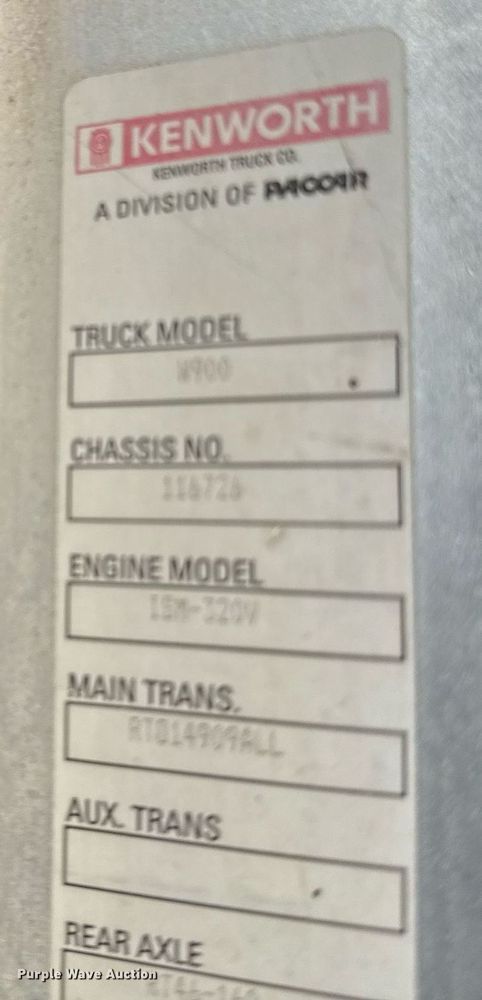 KENWORTH
KENWORTH TRUCK CO.
A DIVISION OF PACCAR
TRUCK MODEL
W900
CHASSIS NO.
116726
ENGINE MODEL
ISM-320V
MAIN TRANS.
RTO14909ALL
AUX. TRANS
REAR AXLE
Purple Wave Auction